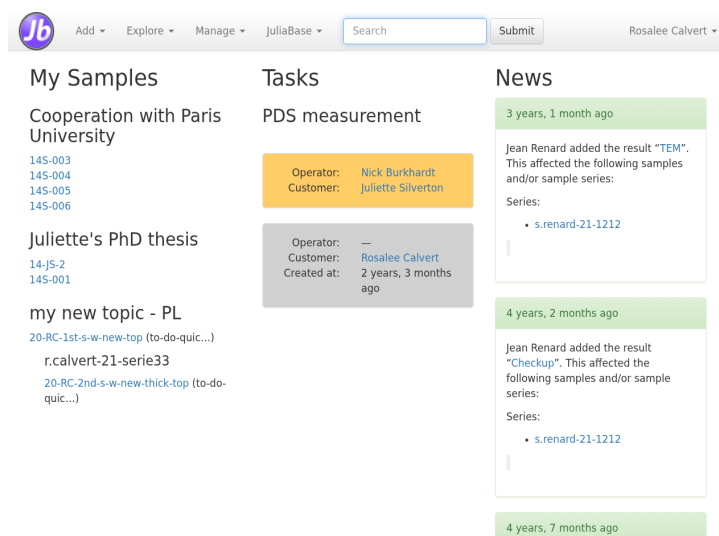 Jb
Add
Explore
Manage
JuliaBase
Search
Submit
Rosalee Calvert
My Samples
Cooperation with Paris
University
14S-003
14S-004
14S-005
14S-006
Juliette's PhD thesis
14-JS-2
14S-001
my new topic - PL
20-RC-1st-s-w-new-top (to-do-quic...)
r.calvert-21-serie33
20-RC-2nd-s-w-new-thick-top (to-do-
quic...)
Tasks
PDS measurement
Operator: Nick Burkhardt
Customer: Juliette Silverton
Operator: —
Customer: Rosalee Calvert
Created at: 2 years, 3 months
ago
News
3 years, 1 month ago
Jean Renard added the result “TEM”.
This affected the following samples
and/or sample series:
Series:
• s.renard-21-1212
4 years, 2 months ago
Jean Renard added the result
“Checkup”. This affected the
following samples and/or sample
series:
Series:
• s.renard-21-1212
4 years, 7 months ago